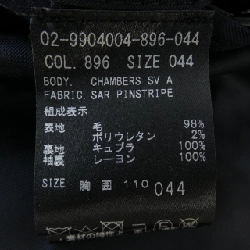 02-9904004-896-044
COL. 896 SIZE 044
BODY. CHAMBERS SV A
FABRIC SAR PINSTRIPE
組成表示
表地 毛 98%
ポリウレタン 2%
裏地 キュプラ 100%
袖裏 レーヨン 100%
SIZE 胸囲 110 044